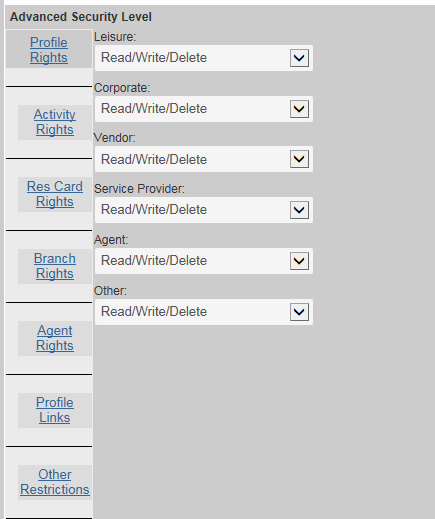 Advanced Security Level
Profile
Rights
Activity
Rights
Res Card
Rights
Branch
Rights
Agent
Rights
Profile
Links
Other
Restrictions
Leisure:
Read/Write/Delete
Corporate:
Read/Write/Delete
Vendor:
Read/Write/Delete
Service Provider:
Read/Write/Delete
Agent:
Read/Write/Delete
Other:
Read/Write/Delete